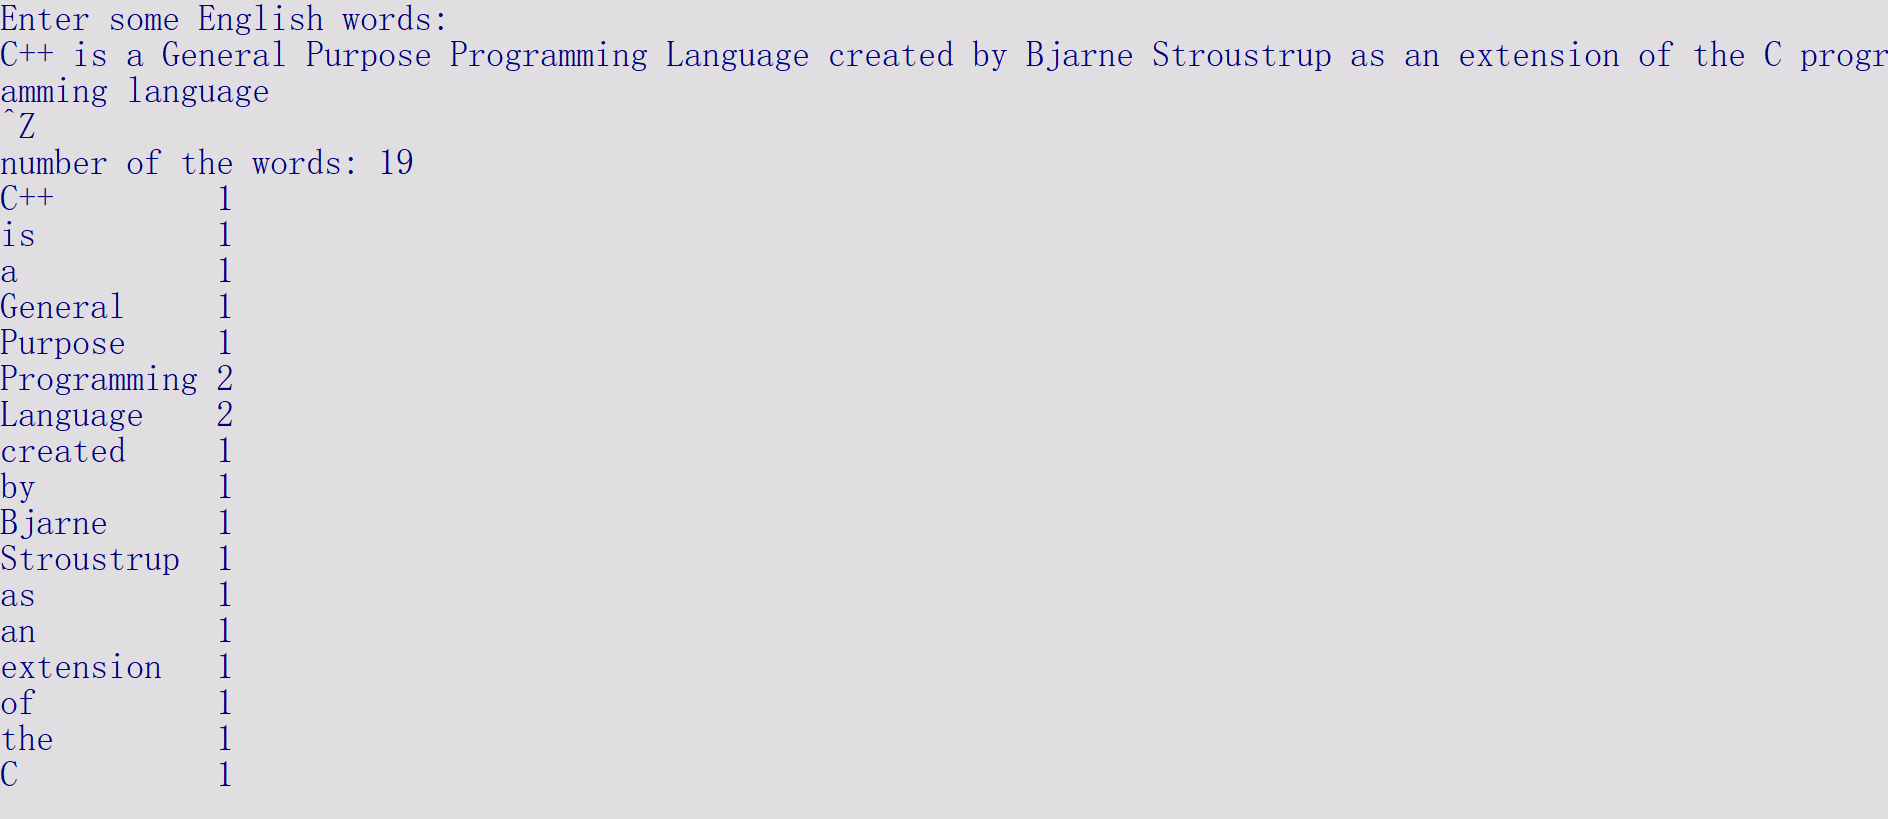 Enter some English words:
C++ is a General Purpose Programming Language created by Bjarne Stroustrup as an extension of the C progr
amming language
^Z
number of the words: 19
C++ 1
is 1
a 1
General 1
Purpose 1
Programming 2
Language 2
created 1
by 1
Bjarne 1
Stroustrup 1
as 1
an 1
extension 1
of 1
the 1
C 1